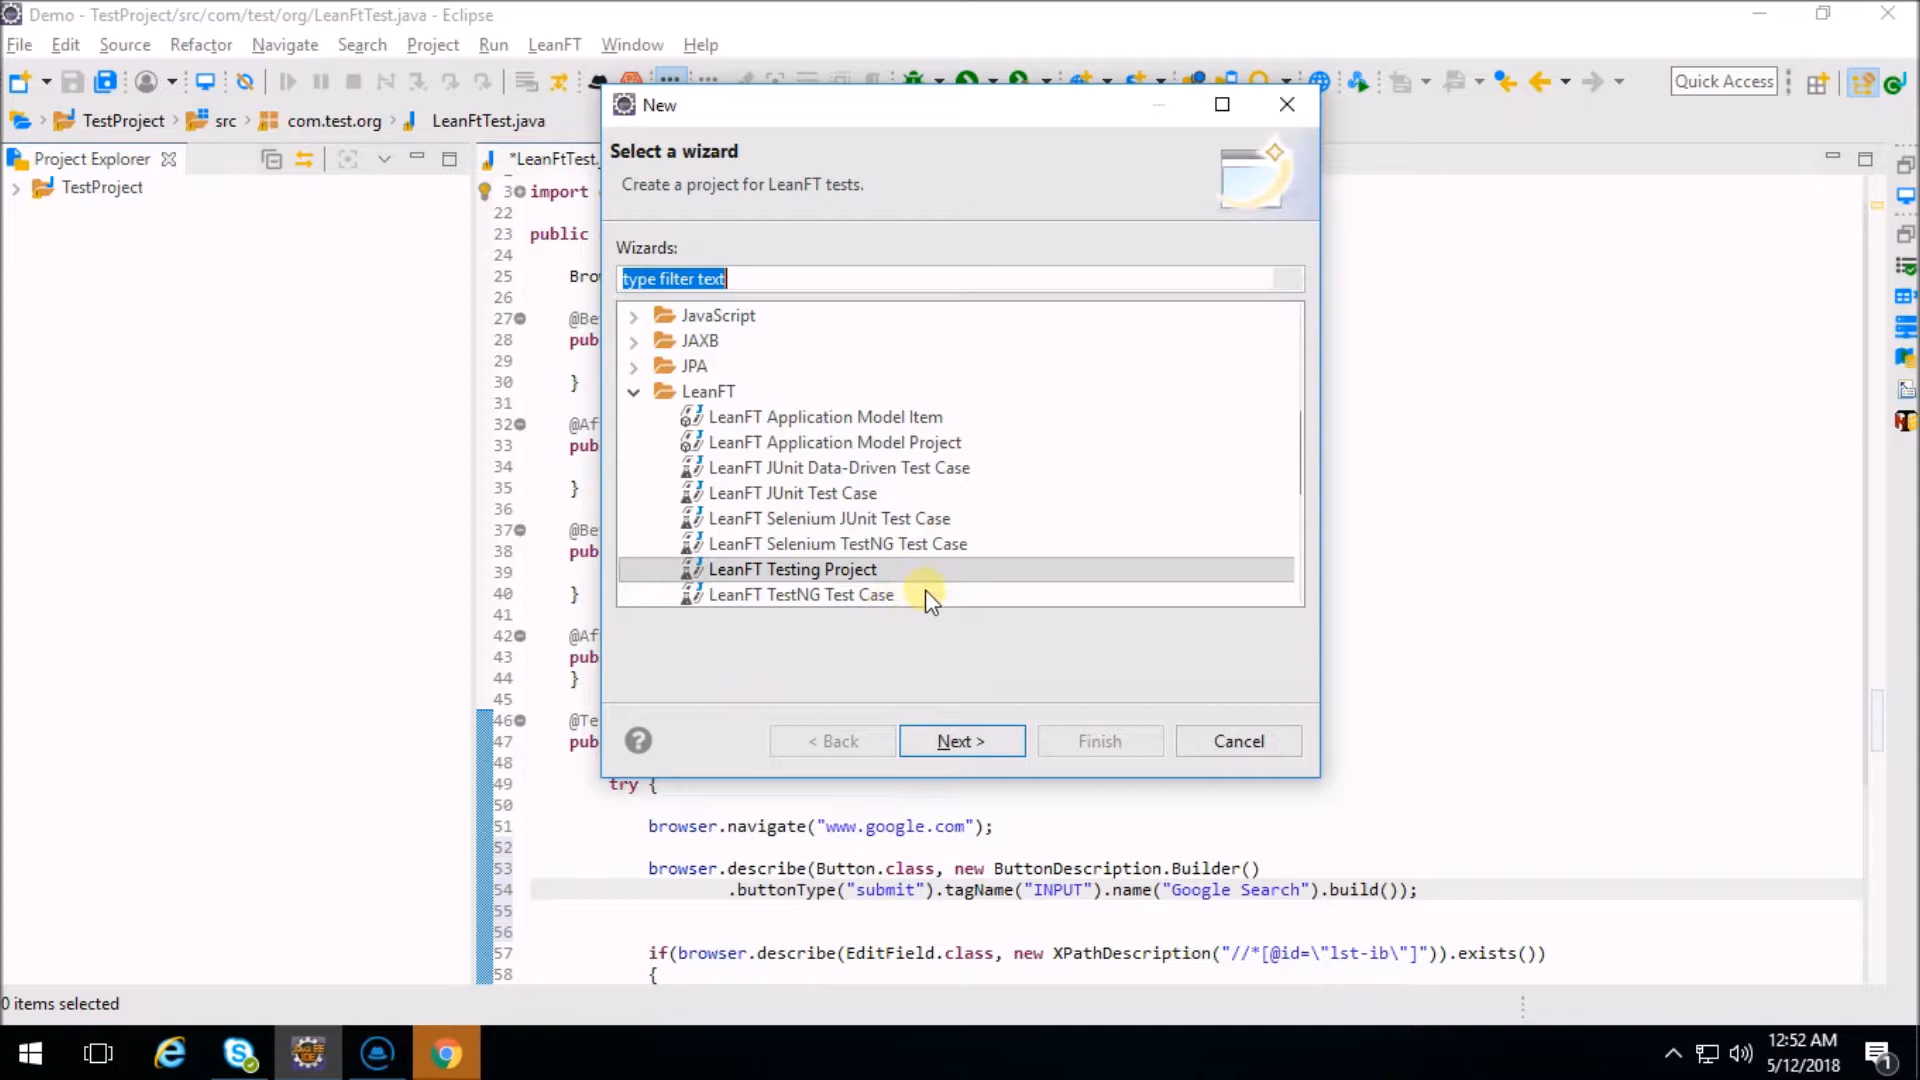 Demo - TestProject/src/com/test/org/LeanFtTest.java - Eclipse
File Edit Source Refactor Navigate Search Project Run LeanFT Window Help
Quick Access
TestProject src com.test.org LeanFtTest.java
New
Select a wizard
Create a project for LeanFT tests.
Project Explorer
TestProject
*LeanFtTest.
Wizards:
type filter text
JavaScript
JAXB
JPA
LeanFT
LeanFT Application Model Item
LeanFT Application Model Project
LeanFT JUnit Data-Driven Test Case
LeanFT JUnit Test Case
LeanFT Selenium JUnit Test Case
LeanFT Selenium TestNG Test Case
LeanFT Testing Project
LeanFT TestNG Test Case
< Back Next > Finish Cancel
3 import
22
23 public
24
25 Bro
26
27 @Be
28 pub
29
30 }
31
32 @Af
33 pub
34
35 }
36
37 @Be
38 pub
39
40 }
41
42 @Af
43 pub
44 }
45
46 @Te
47 pub
48
49 try {
50
51 browser.navigate("www.google.com");
52
53 browser.describe(Button.class, new ButtonDescription.Builder()
54 .buttonType("submit").tagName("INPUT").name("Google Search").build());
55
56
57 if(browser.describe(EditField.class, new XPathDescription("//*[@id=\"lst-ib\"]")).exists())
58 {
0 items selected
12:52 AM
5/12/2018
1